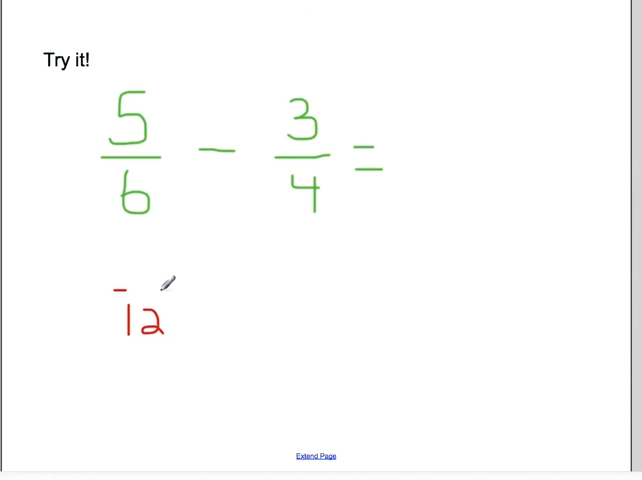 Try it!
5/6 - 3/4 =
12
Extend Page